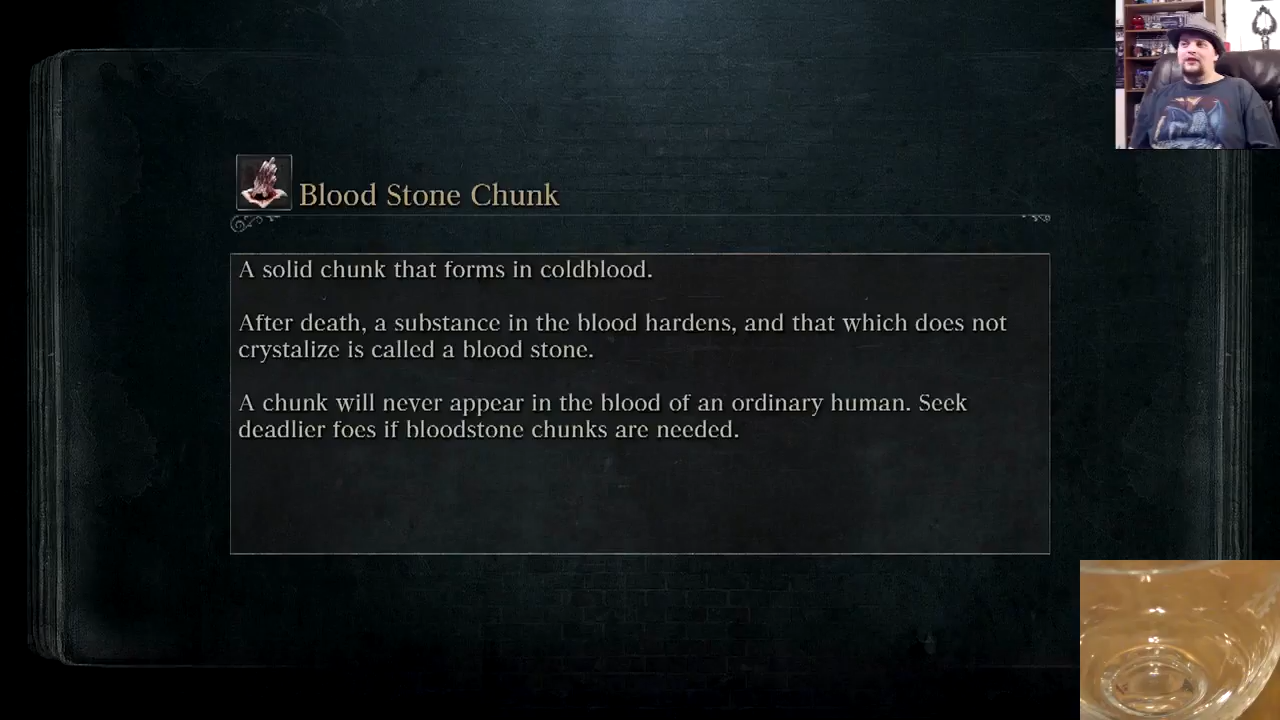 Blood Stone Chunk
A solid chunk that forms in coldblood.
After death, a substance in the blood hardens, and that which does not
crystalize is called a blood stone.
A chunk will never appear in the blood of an ordinary human. Seek
deadlier foes if bloodstone chunks are needed.